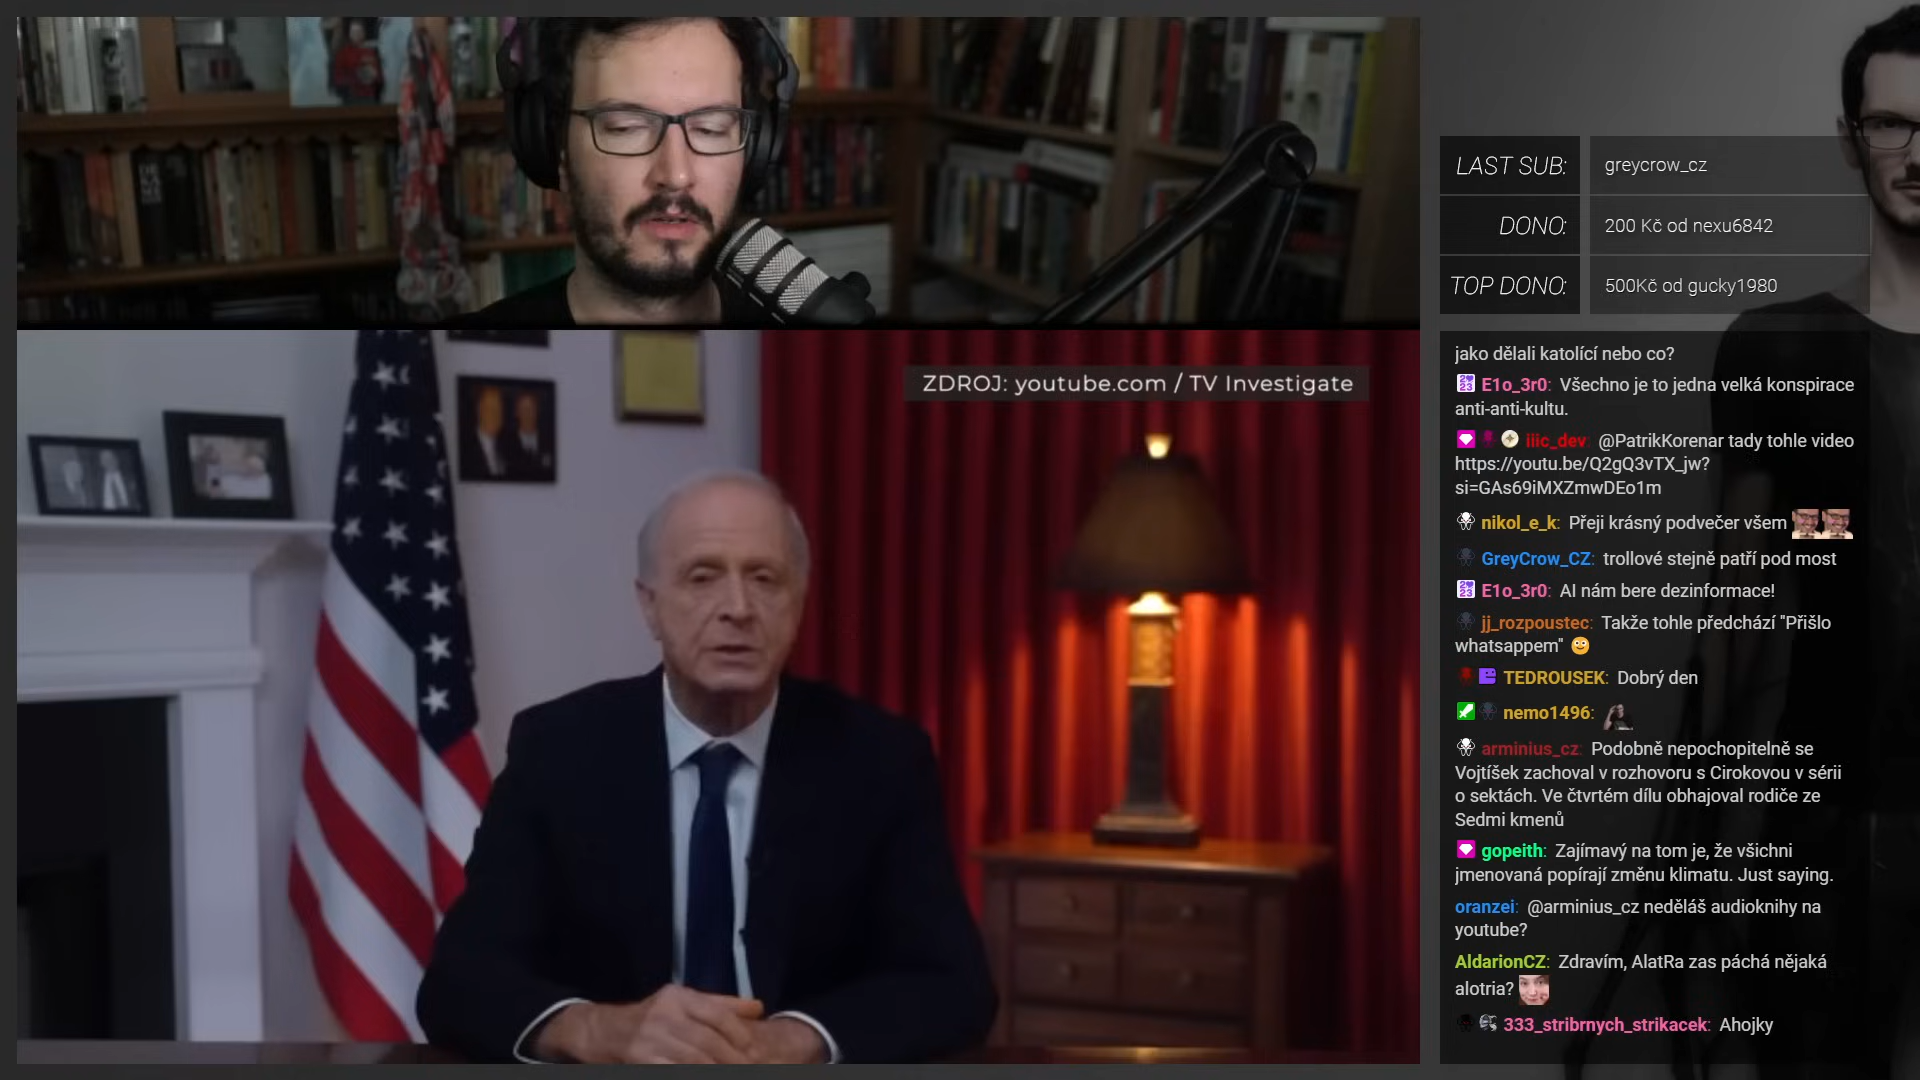 ZDROJ: youtube.com / TV Investigate
LAST SUB: greycrow_cz
DONO: 200 Kč od nexu6842
TOP DONO: 500Kč od gucky1980
jako dělali katolící nebo co?
E1o_3r0: Všechno je to jedna velká konspirace
anti-anti-kultu.
iiic_dev: @PatrikKorenar tady tohle video
https://youtu.be/Q2gQ3vTX_jw?
si=GAs69iMXZmwDEo1m
nikol_e_k: Přeji krásný podvečer všem
GreyCrow_CZ: trollové stejně patří pod most
E1o_3r0: AI nám bere dezinformace!
jj_rozpoustec: Takže tohle předchází "Přišlo
whatsappem"
TEDROUSEK: Dobrý den
nemo1496:
arminius_cz: Podobně nepochopitelně se
Vojtíšek zachoval v rozhovoru s Cirokovou v sérii
o sektách. Ve čtvrtém dílu obhajoval rodiče ze
Sedmi kmenů
gopeith: Zajímavý na tom je, že všichni
jmenovaná popírají změnu klimatu. Just saying.
oranzei: @arminius_cz neděláš audioknihy na
youtube?
AldarionCZ: Zdravím, AlatRa zas páchá nějaká
alotria?
333_stribrnych_strikacek: Ahojky